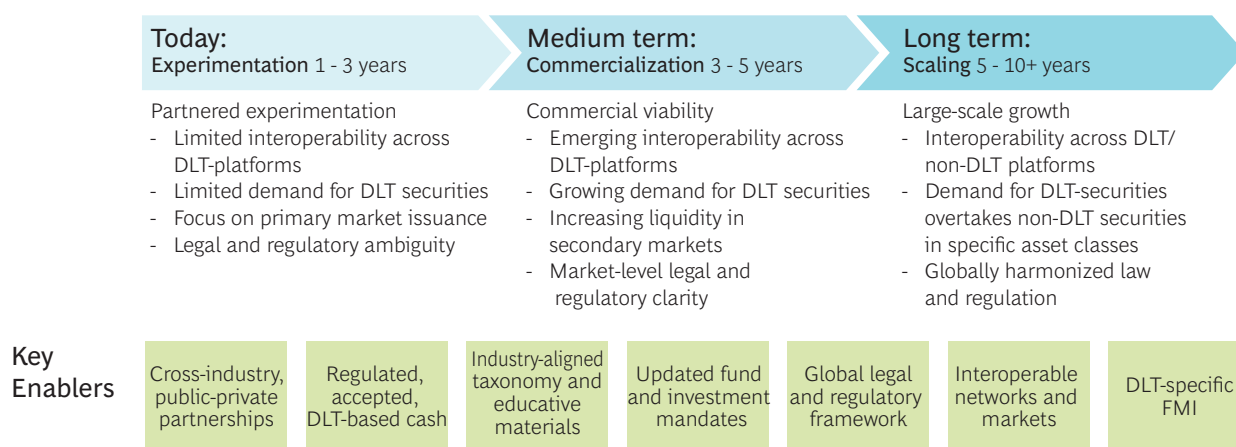 Today:
Experimentation 1 - 3 years
Medium term:
Commercialization 3 - 5 years
Long term:
Scaling 5 - 10+ years
Partnered experimentation
- Limited interoperability across
DLT-platforms
- Limited demand for DLT securities
- Focus on primary market issuance
- Legal and regulatory ambiguity
Commercial viability
- Emerging interoperability across
DLT-platforms
- Growing demand for DLT securities
- Increasing liquidity in
secondary markets
- Market-level legal and
regulatory clarity
Large-scale growth
- Interoperability across DLT/
non-DLT platforms
- Demand for DLT-securities
overtakes non-DLT securities
in specific asset classes
- Globally harmonized law
and regulation
Key
Enablers
Cross-industry,
public-private
partnerships
Regulated,
accepted,
DLT-based cash
Industry-aligned
taxonomy and
educative
materials
Updated fund
and investment
mandates
Global legal
and regulatory
framework
Interoperable
networks and
markets
DLT-specific
FMI